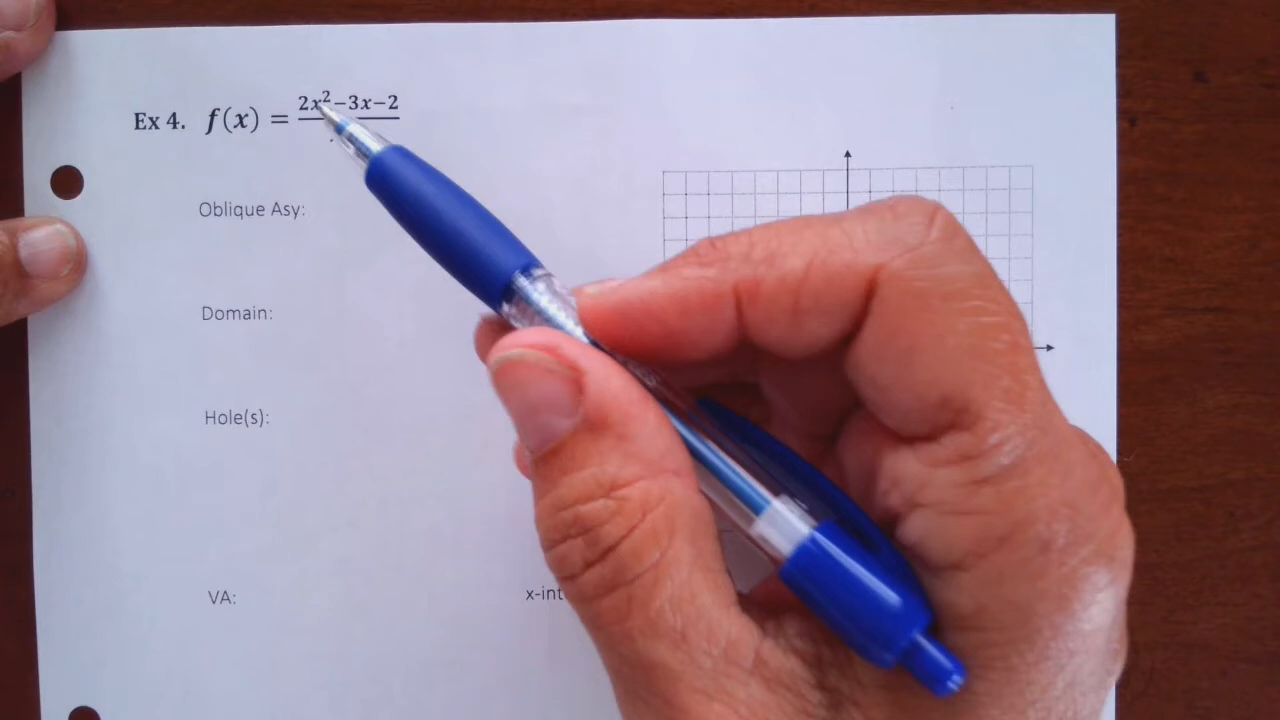 Ex 4. f(x) = 2x²−3x−2
Oblique Asy:
Domain:
Hole(s):
VA:
x-int